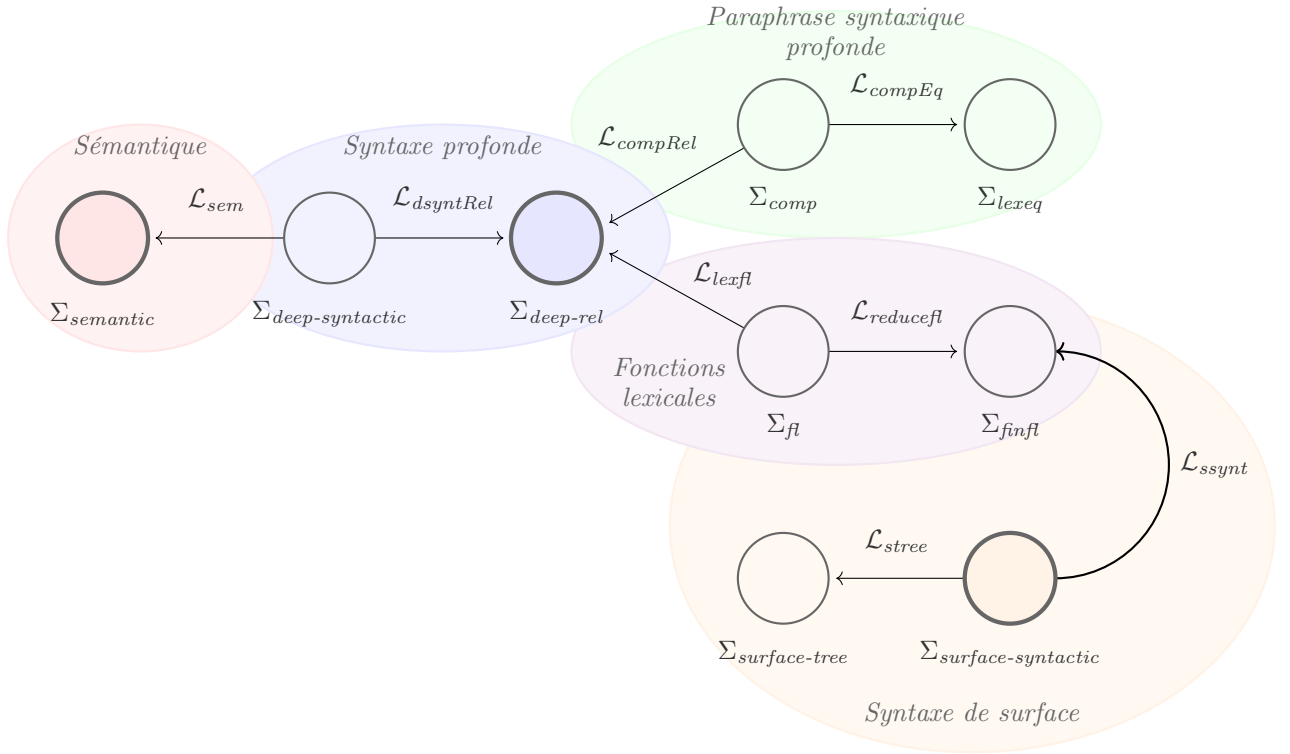 Paraphrase syntaxique
profonde
ℒcompEq
ℒcompRel
Σcomp
Σlexeq
Sémantique
Syntaxe profonde
ℒsem
ℒdsyntRel
Σsemantic
Σdeep-syntactic
Σdeep-rel
ℒlexfl
ℒreducefl
Fonctions
lexicales
Σfl
Σfinfl
ℒssynt
ℒstree
Σsurface-tree
Σsurface-syntactic
Syntaxe de surface